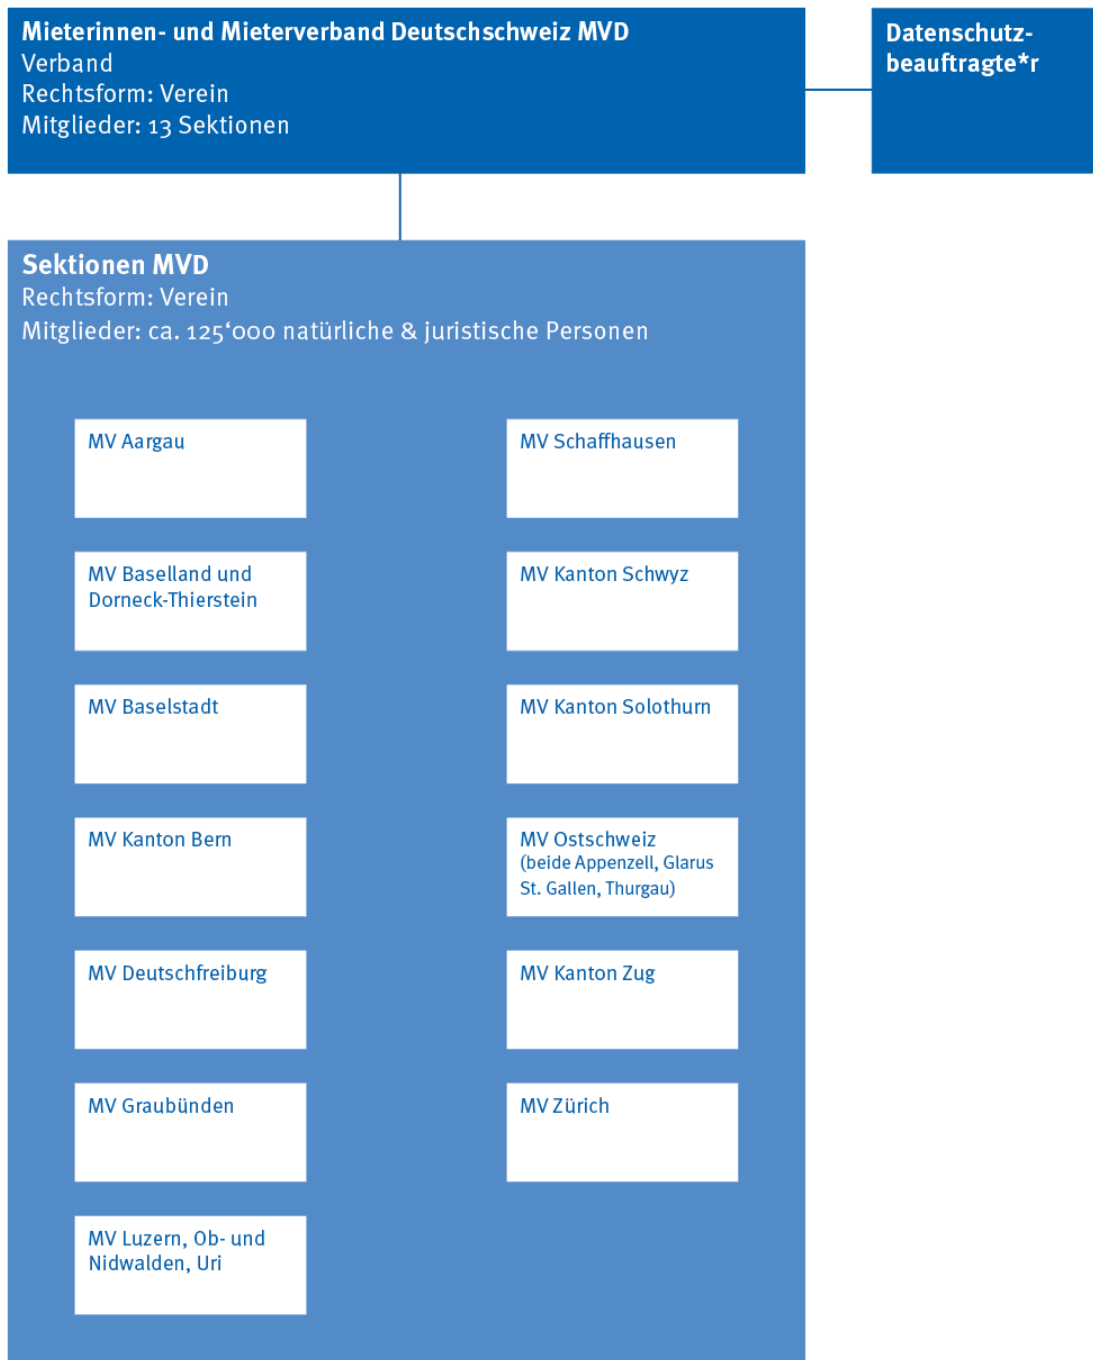 Mieterinnen- und Mieterverband Deutschschweiz MVD
Verband
Rechtsform: Verein
Mitglieder: 13 Sektionen
Datenschutz-
beauftragte*r
Sektionen MVD
Rechtsform: Verein
Mitglieder: ca. 125‘000 natürliche & juristische Personen
MV Aargau
MV Baselland und
Dorneck-Thierstein
MV Baselstadt
MV Kanton Bern
MV Deutschfreiburg
MV Graubünden
MV Luzern, Ob- und
Nidwalden, Uri
MV Schaffhausen
MV Kanton Schwyz
MV Kanton Solothurn
MV Ostschweiz
(beide Appenzell, Glarus
St. Gallen, Thurgau)
MV Kanton Zug
MV Zürich